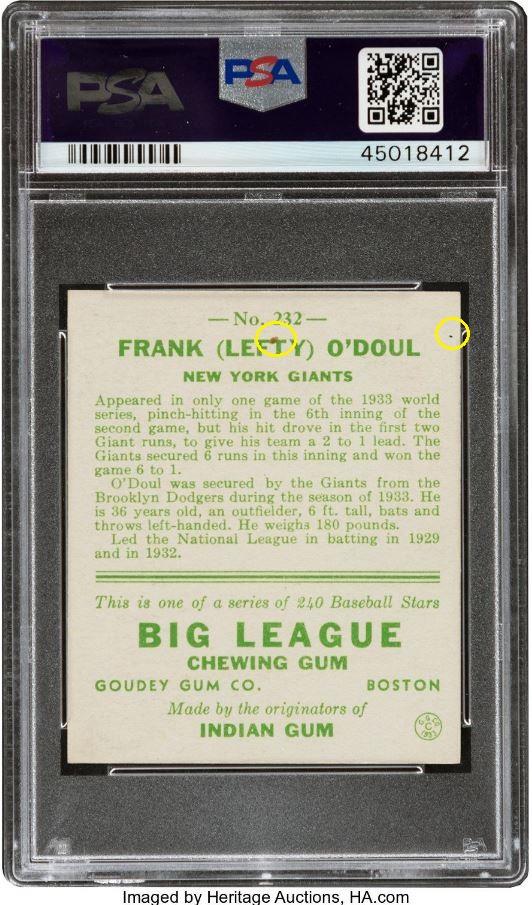 PSA
PSA
45018412
— No. 232 —
FRANK (LEFTY) O'DOUL
NEW YORK GIANTS
Appeared in only one game of the 1933 world
series, pinch-hitting in the 6th inning of the
second game, but his hit drove in the first two
Giant runs, to give his team a 2 to 1 lead. The
Giants secured 6 runs in this inning and won the
game 6 to 1.
O'Doul was secured by the Giants from the
Brooklyn Dodgers during the season of 1933. He
is 36 years old, an outfielder, 6 ft. tall, bats and
throws left-handed. He weighs 180 pounds.
Led the National League in batting in 1929
and in 1932.
This is one of a series of 240 Baseball Stars
BIG LEAGUE
CHEWING GUM
GOUDEY GUM CO. BOSTON
Made by the originators of
INDIAN GUM
G.G.CO.
C
1933
Imaged by Heritage Auctions, HA.com